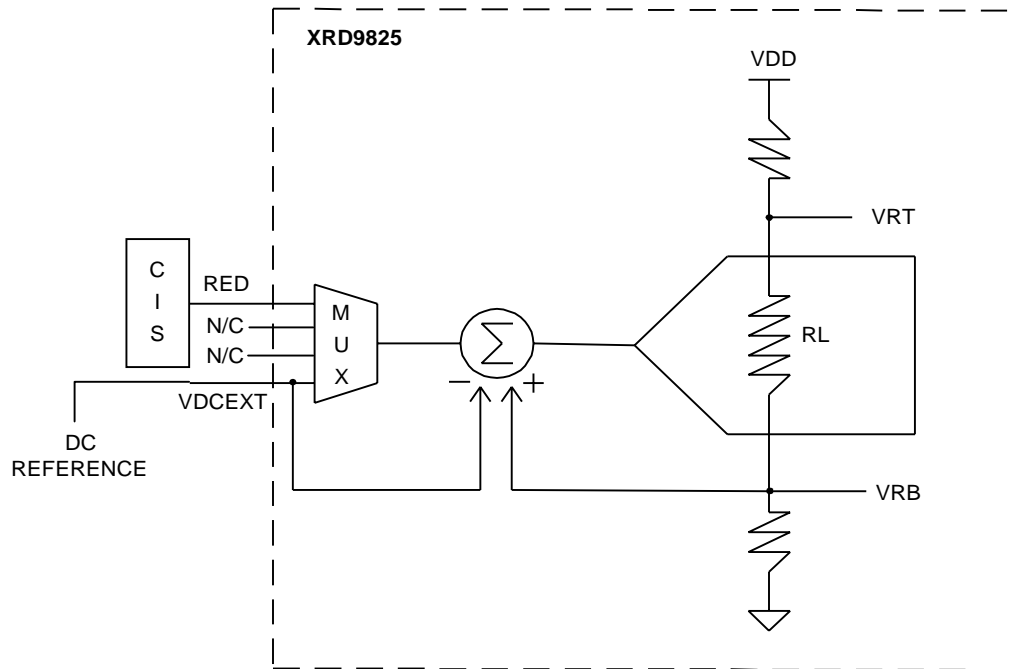 XRD9825
VDD
VRT
C
I
S
RED
N/C
N/C
VDCEXT
M
U
X
Σ
−
+
RL
DC
REFERENCE
VRB